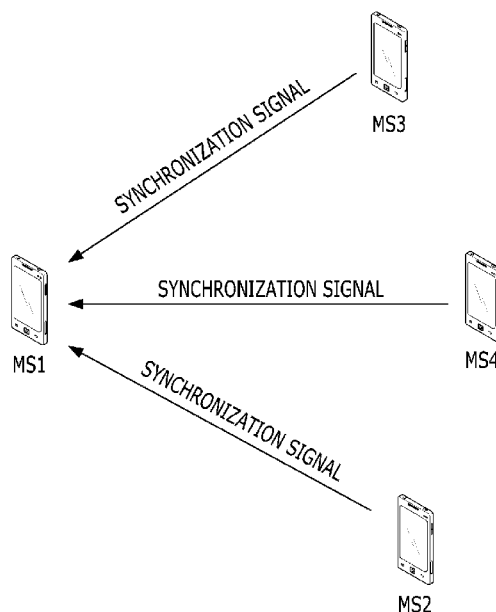 MS3
SYNCHRONIZATION SIGNAL
SYNCHRONIZATION SIGNAL
MS1
MS4
SYNCHRONIZATION SIGNAL
MS2